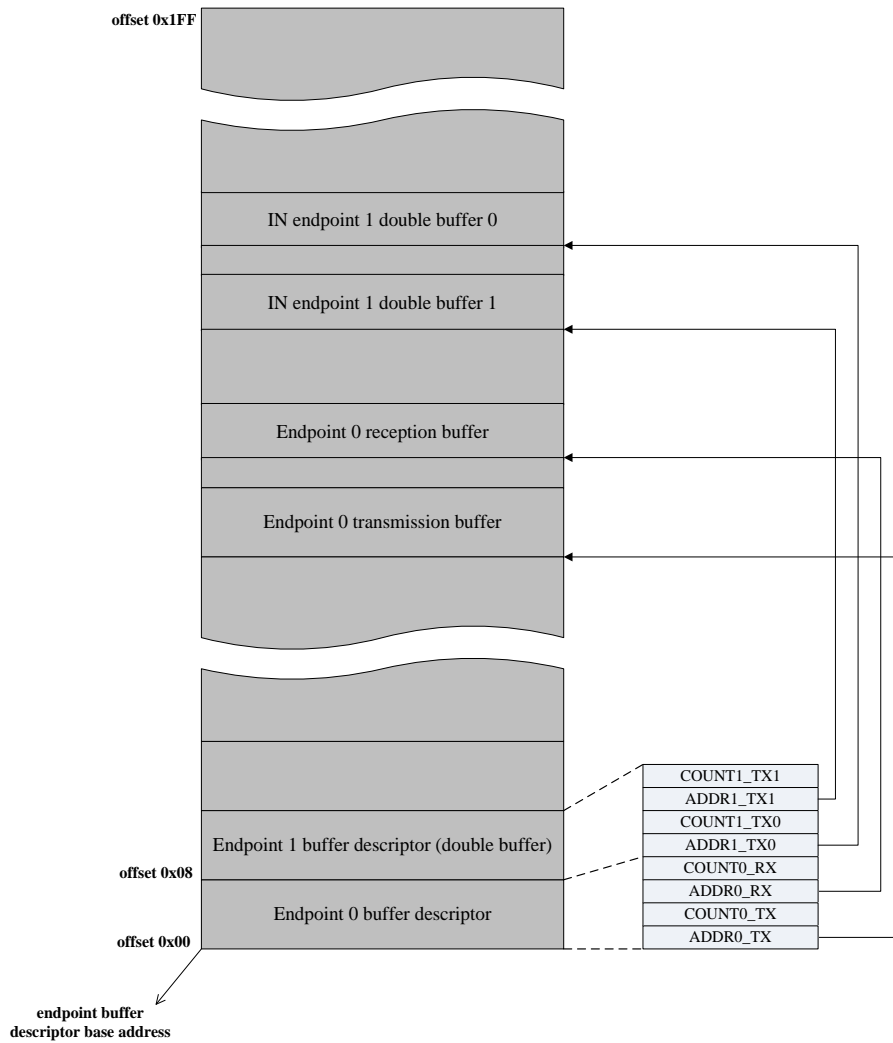 offset 0x1FF
IN endpoint 1 double buffer 0
IN endpoint 1 double buffer 1
Endpoint 0 reception buffer
Endpoint 0 transmission buffer
COUNT1_TX1
ADDR1_TX1
COUNT1_TX0
ADDR1_TX0
COUNT0_RX
ADDR0_RX
COUNT0_TX
ADDR0_TX
Endpoint 1 buffer descriptor (double buffer)
offset 0x08
Endpoint 0 buffer descriptor
offset 0x00
endpoint buffer
descriptor base address